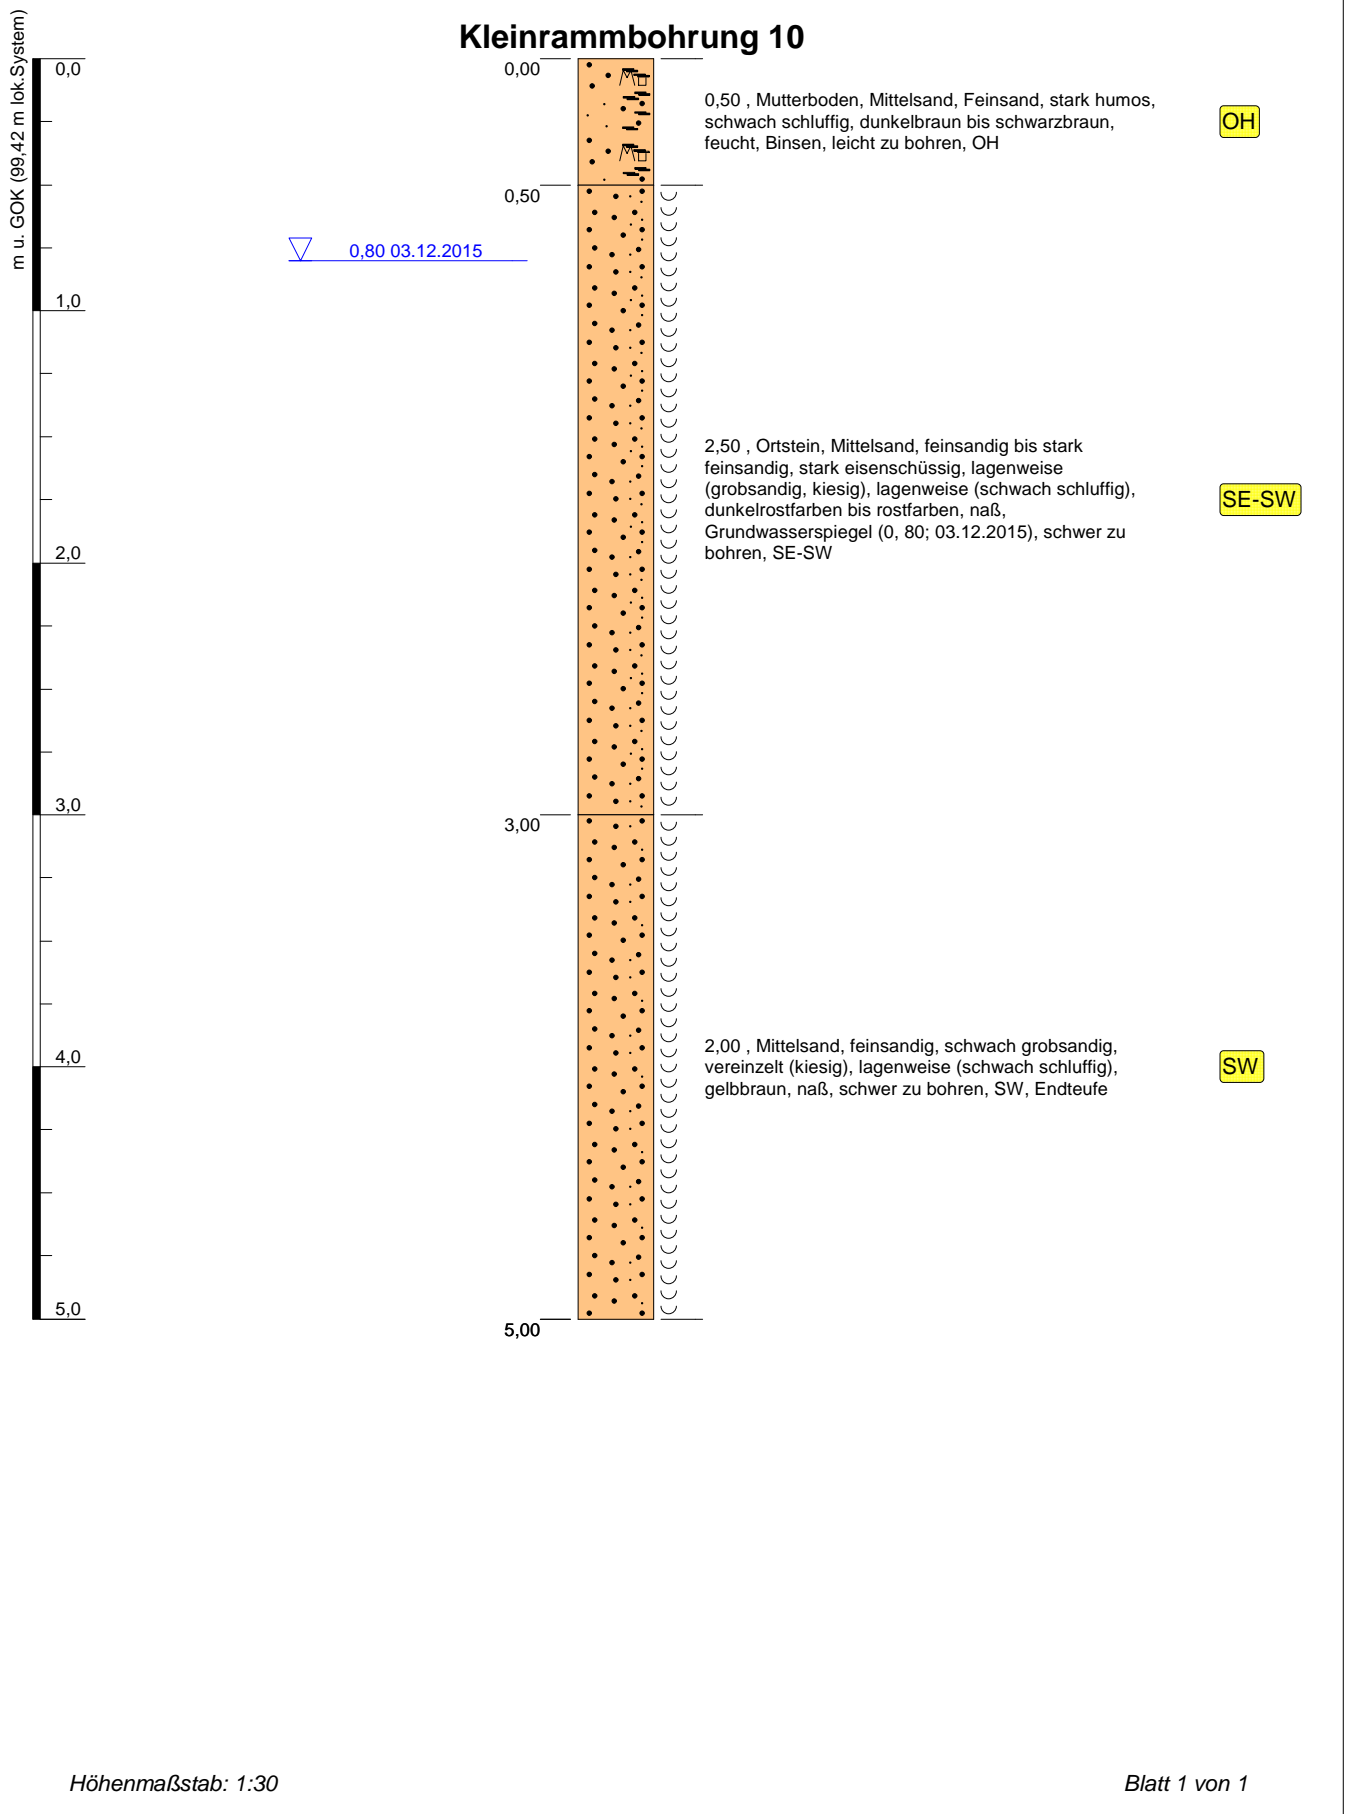 Kleinrammbohrung 10
m u. GOK (99,42 m lok.System)
0,0
0,00
0,50 , Mutterboden, Mittelsand, Feinsand, stark humos,
schwach schluffig, dunkelbraun bis schwarzbraun,
feucht, Binsen, leicht zu bohren, OH
OH
0,50
0,80 03.12.2015
1,0
2,50 , Ortstein, Mittelsand, feinsandig bis stark
feinsandig, stark eisenschüssig, lagenweise
(grobsandig, kiesig), lagenweise (schwach schluffig),
dunkelrostfarben bis rostfarben, naß,
Grundwasserspiegel (0, 80; 03.12.2015), schwer zu
bohren, SE-SW
SE-SW
2,0
3,0
3,00
2,00 , Mittelsand, feinsandig, schwach grobsandig,
vereinzelt (kiesig), lagenweise (schwach schluffig),
gelbbraun, naß, schwer zu bohren, SW, Endteufe
SW
4,0
5,0
5,00
Höhenmaßstab: 1:30
Blatt 1 von 1